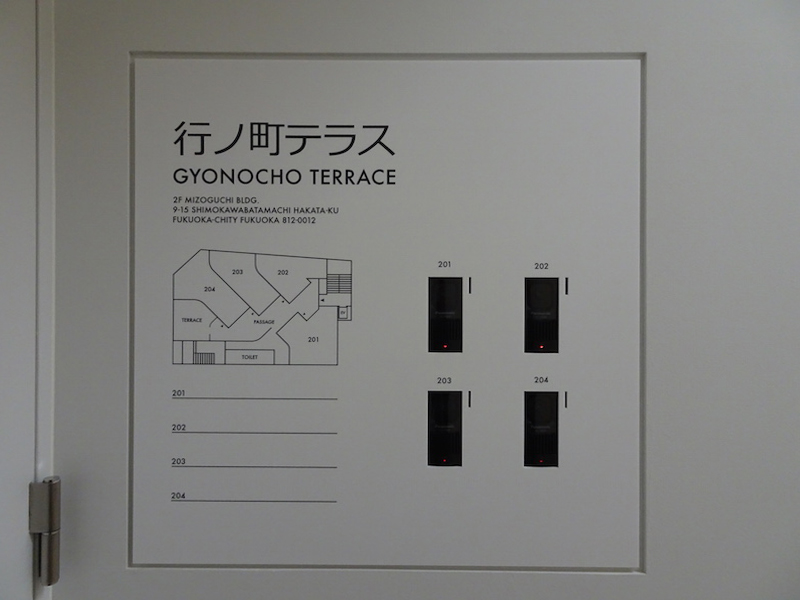 行ノ町テラス
GYONOCHO TERRACE
2F MIZOGUCHI BLDG.
9-15 SHIMOKAWABATAMACHI HAKATA-KU
FUKUOKA-CHITY FUKUOKA 812-0012
203
202
204
TERRACE
PASSAGE
EV
201
TOILET
201
202
203
204
201
202
203
204